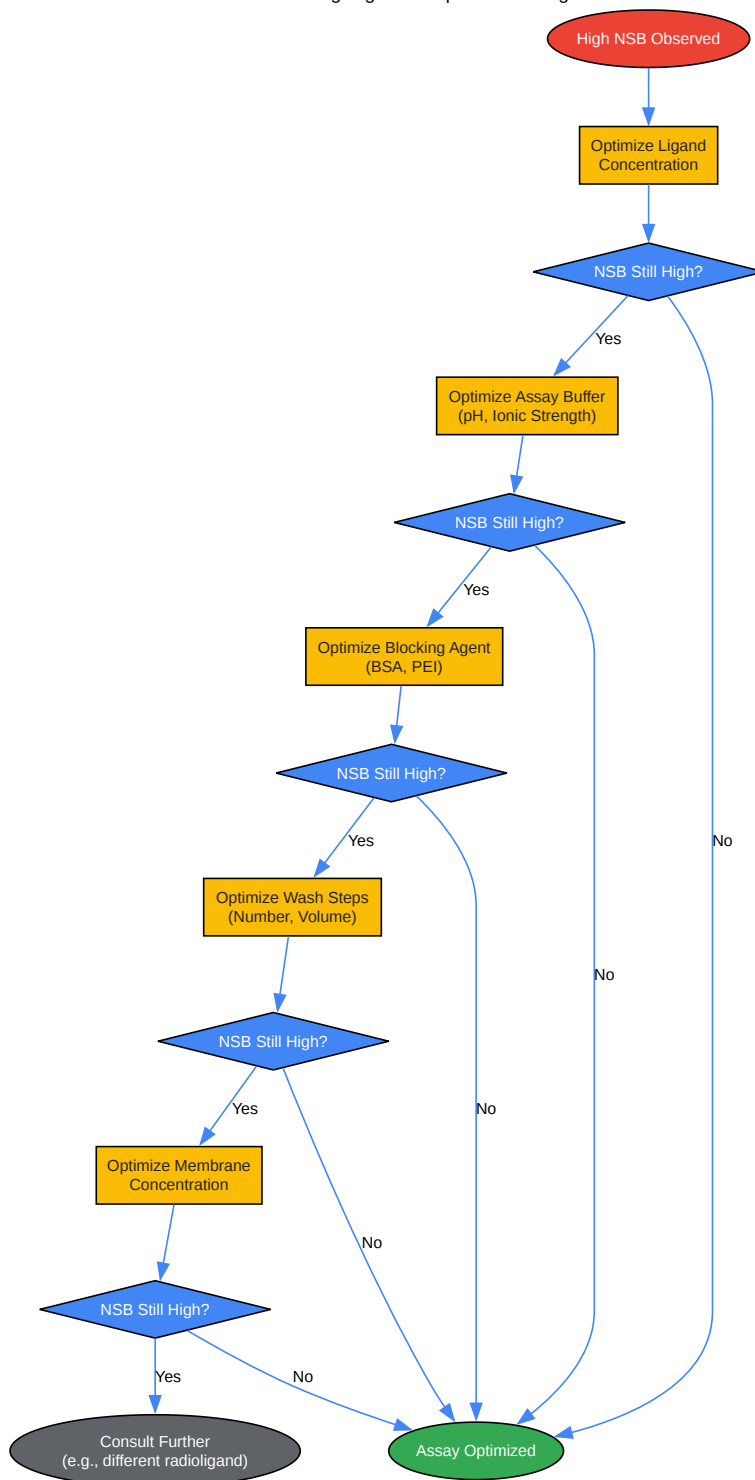 High NSB Observed
Optimize Ligand
Concentration
NSB Still High?
Yes
Optimize Assay Buffer
(pH, Ionic Strength)
NSB Still High?
Yes
Optimize Blocking Agent
(BSA, PEI)
NSB Still High?
Yes
No
Optimize Wash Steps
(Number, Volume)
No
NSB Still High?
Yes
No
Optimize Membrane
Concentration
No
NSB Still High?
Yes
No
Consult Further
(e.g., different radioligand)
Assay Optimized